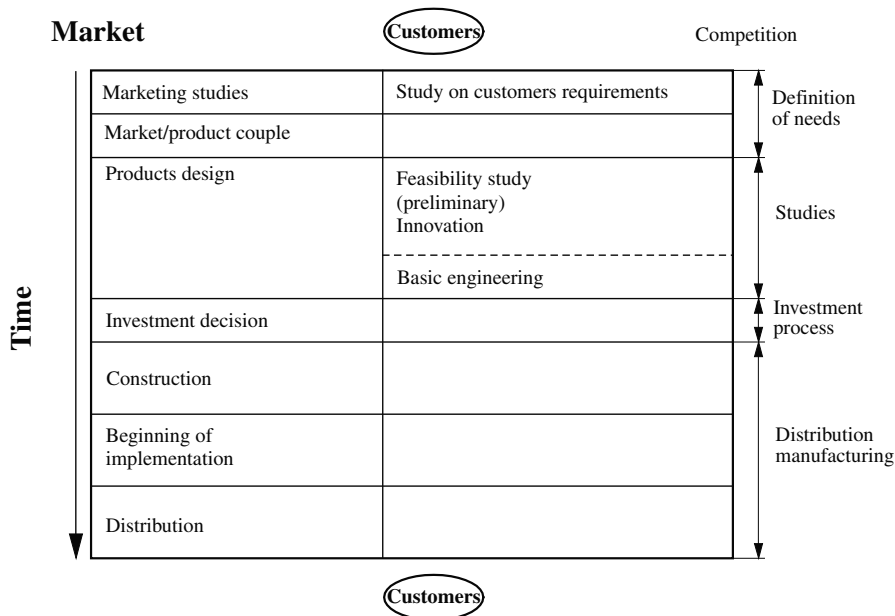 Market
Customers
Competition
Marketing studies
Study on customers requirements
Definition
of needs
Market/product couple
Products design
Feasibility study
(preliminary)
Innovation
Studies
Basic engineering
Time
Investment decision
Investment
process
Construction
Beginning of
implementation
Distribution
manufacturing
Distribution
Customers